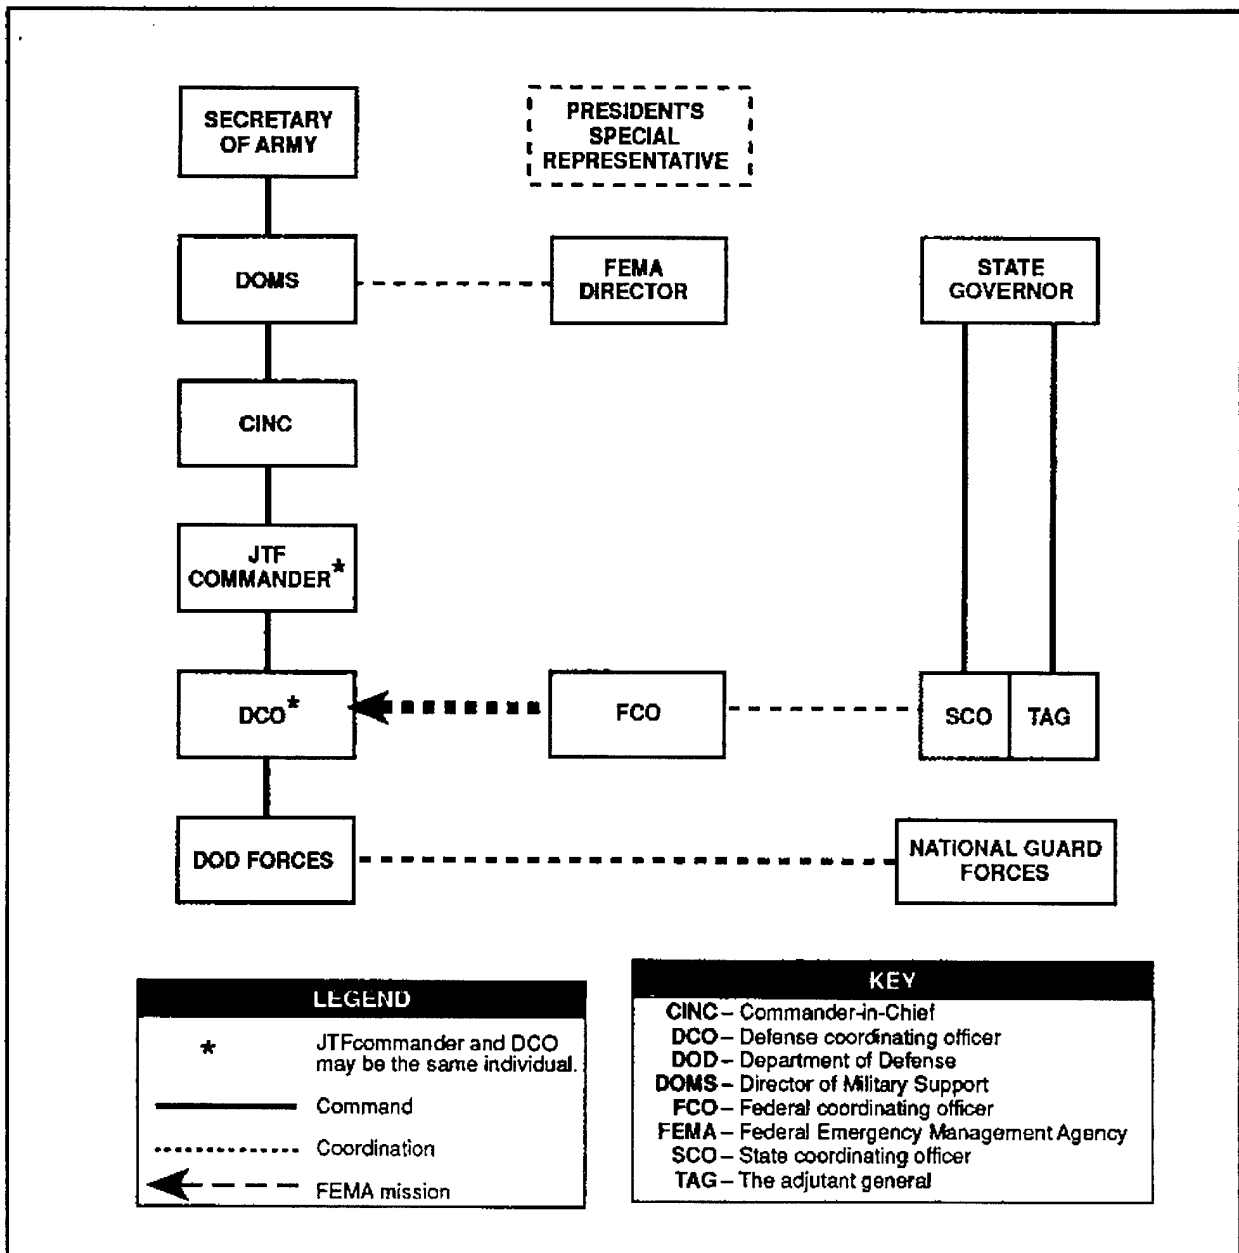 SECRETARY
OF ARMY
PRESIDENT'S
SPECIAL
REPRESENTATIVE
DOMS
FEMA
DIRECTOR
STATE
GOVERNOR
CINC
JTF
COMMANDER*
DCO*
FCO
SCO
TAG
DOD FORCES
NATIONAL GUARD
FORCES
LEGEND
* JTFcommander and DCO
may be the same individual.
Command
Coordination
FEMA mission
KEY
CINC – Commander-in-Chief
DCO – Defense coordinating officer
DOD – Department of Defense
DOMS – Director of Military Support
FCO – Federal coordinating officer
FEMA – Federal Emergency Management Agency
SCO – State coordinating officer
TAG – The adjutant general